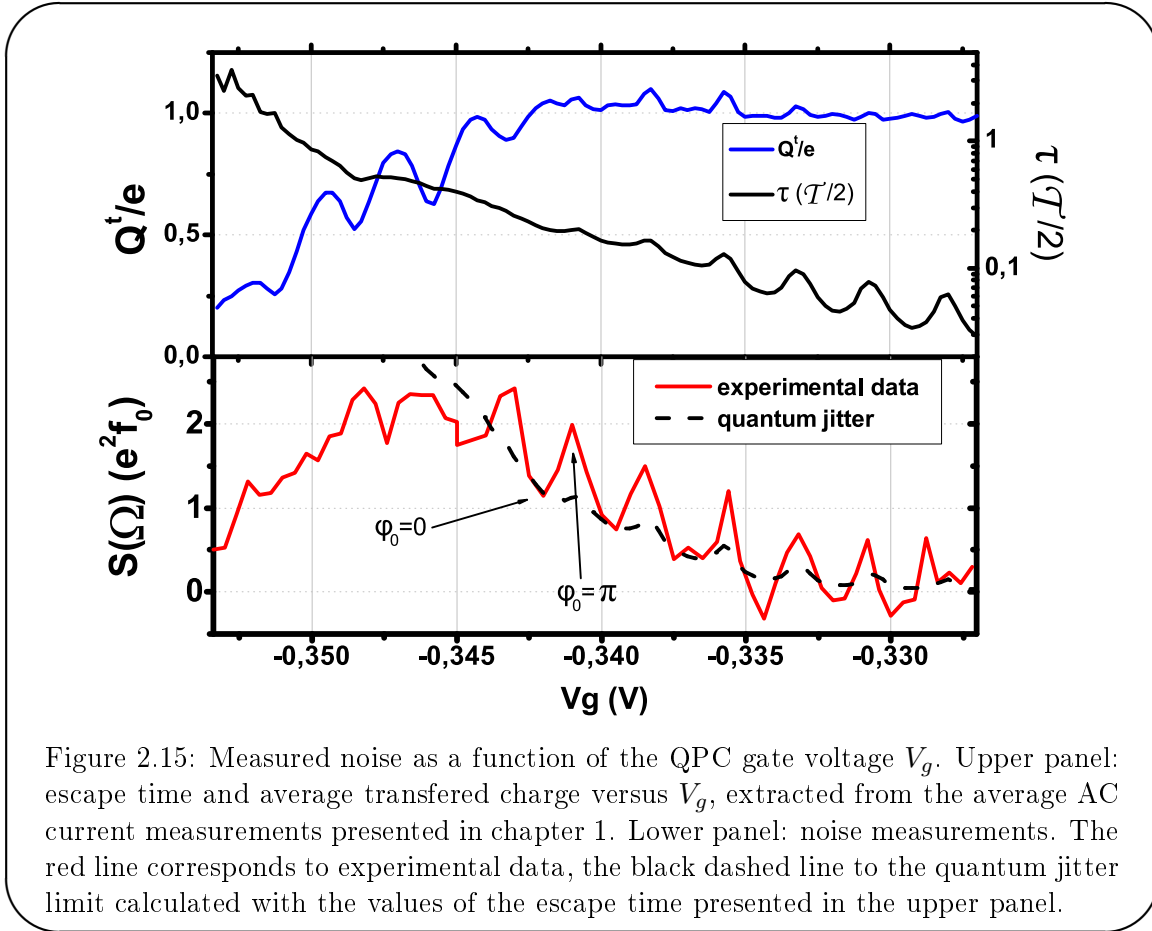 1,0
0,5
0,0
Qᵗ/e
Qᵗ/e
τ (𝒯/2)
1
0,1
τ (𝒯/2)
2
1
0
S(Ω) (e²f₀)
experimental data
quantum jitter
φ₀=0
φ₀=π
-0,350 -0,345 -0,340 -0,335 -0,330
Vg (V)
Figure 2.15: Measured noise as a function of the QPC gate voltage V_g. Upper panel:
escape time and average transfered charge versus V_g, extracted from the average AC
current measurements presented in chapter 1. Lower panel: noise measurements. The
red line corresponds to experimental data, the black dashed line to the quantum jitter
limit calculated with the values of the escape time presented in the upper panel.